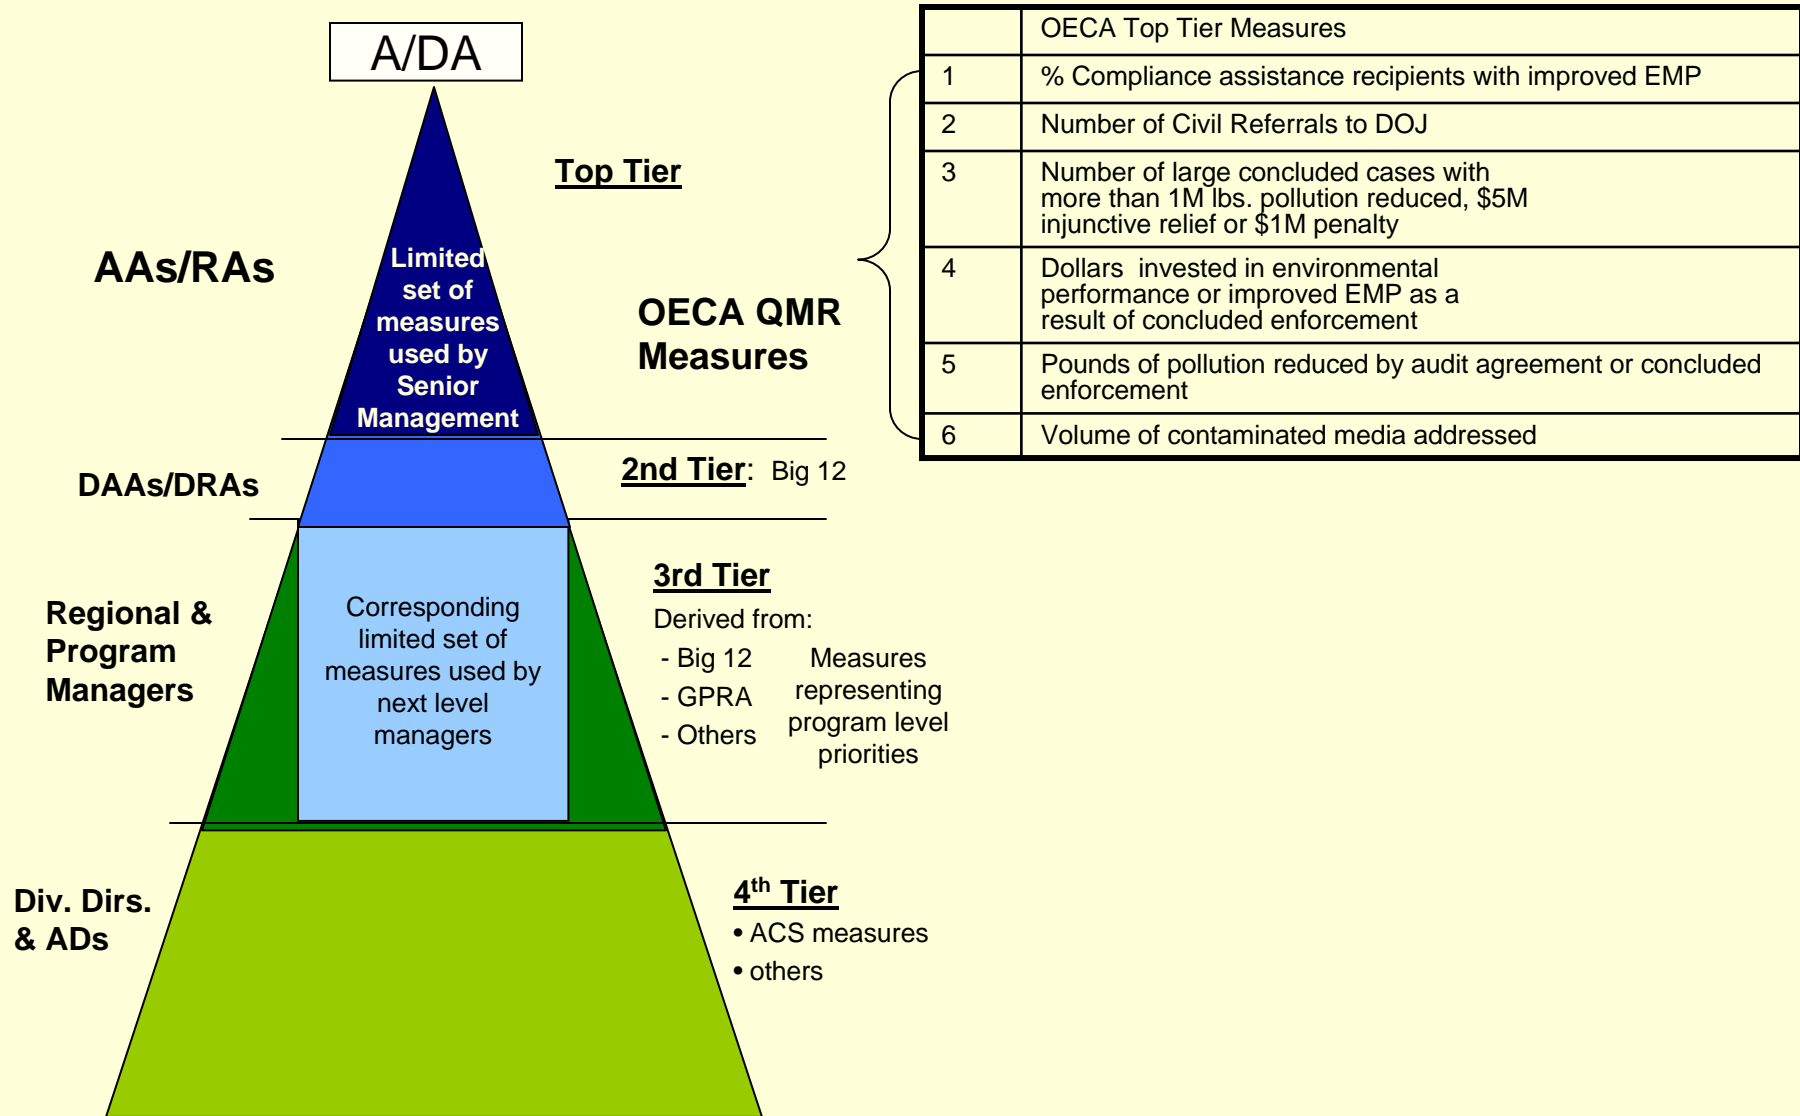 A/DA
Top Tier
AAs/RAs
Limited
set of
measures
used by
Senior
Management
OECA QMR
Measures
OECA Top Tier Measures
1 % Compliance assistance recipients with improved EMP
2 Number of Civil Referrals to DOJ
3 Number of large concluded cases with
more than 1M lbs. pollution reduced, $5M
injunctive relief or $1M penalty
4 Dollars invested in environmental
performance or improved EMP as a
result of concluded enforcement
5 Pounds of pollution reduced by audit agreement or concluded
enforcement
6 Volume of contaminated media addressed
DAAs/DRAs
2nd Tier: Big 12
Regional &
Program
Managers
Corresponding
limited set of
measures used by
next level
managers
3rd Tier
Derived from:
- Big 12
- GPRA
- Others
Measures
representing
program level
priorities
Div. Dirs.
& ADs
4th Tier
• ACS measures
• others